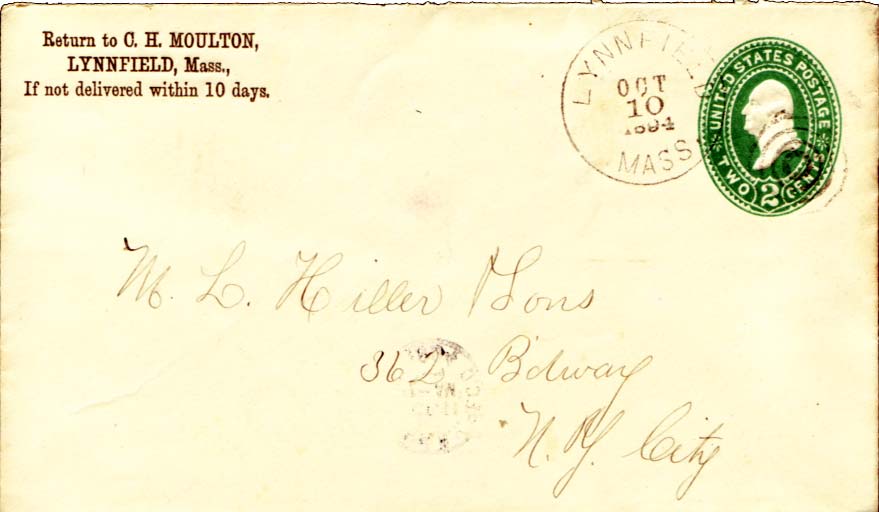 Return to C. H. MOULTON,
LYNNFIELD, Mass.,
If not delivered within 10 days.
LYNNFIELD
OCT
10
1894
MASS.
UNITED STATES POSTAGE
TWO 2 CENTS
M. L. Hiller & Sons
362 Bdway
N. Y. City